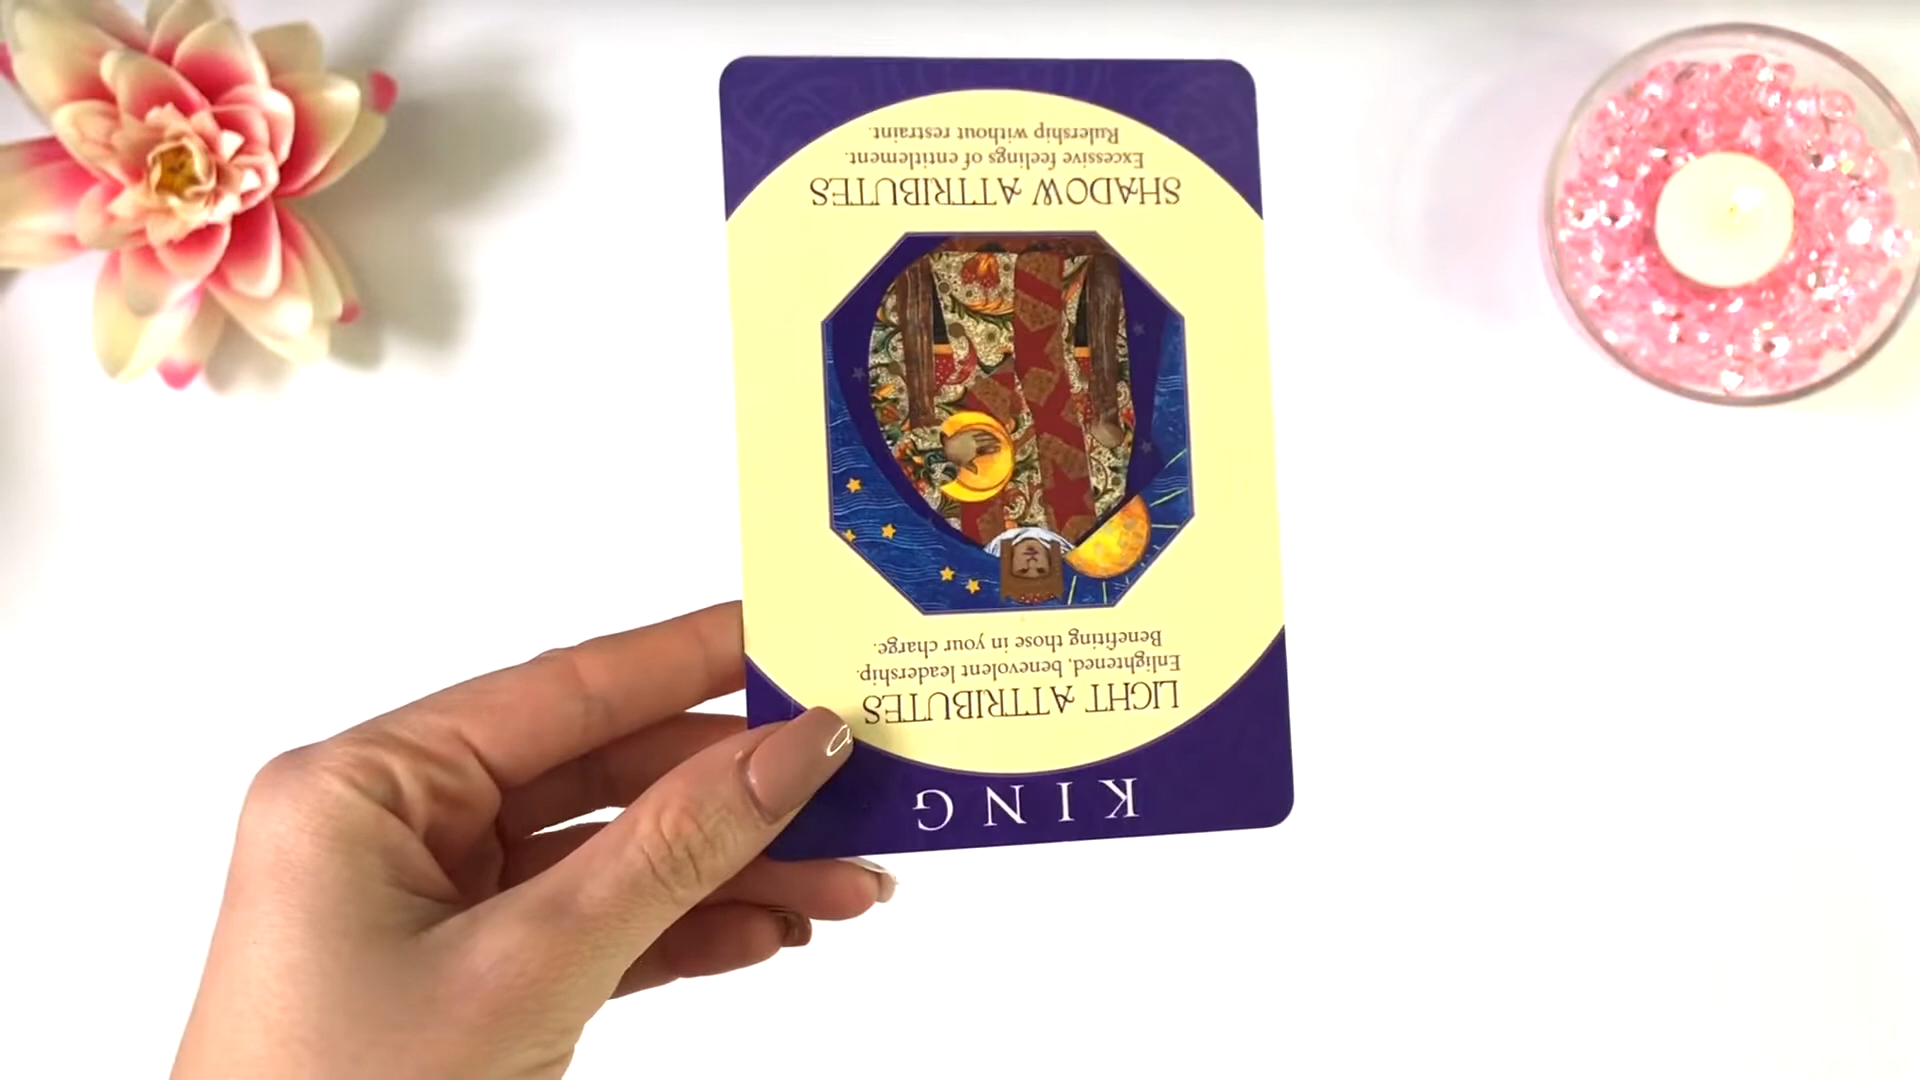 KING
LIGHT ATTRIBUTES
Enlightened, benevolent leadership.
Benefiting those in your charge.
SHADOW ATTRIBUTES
Excessive feelings of entitlement.
Rulership without restraint.